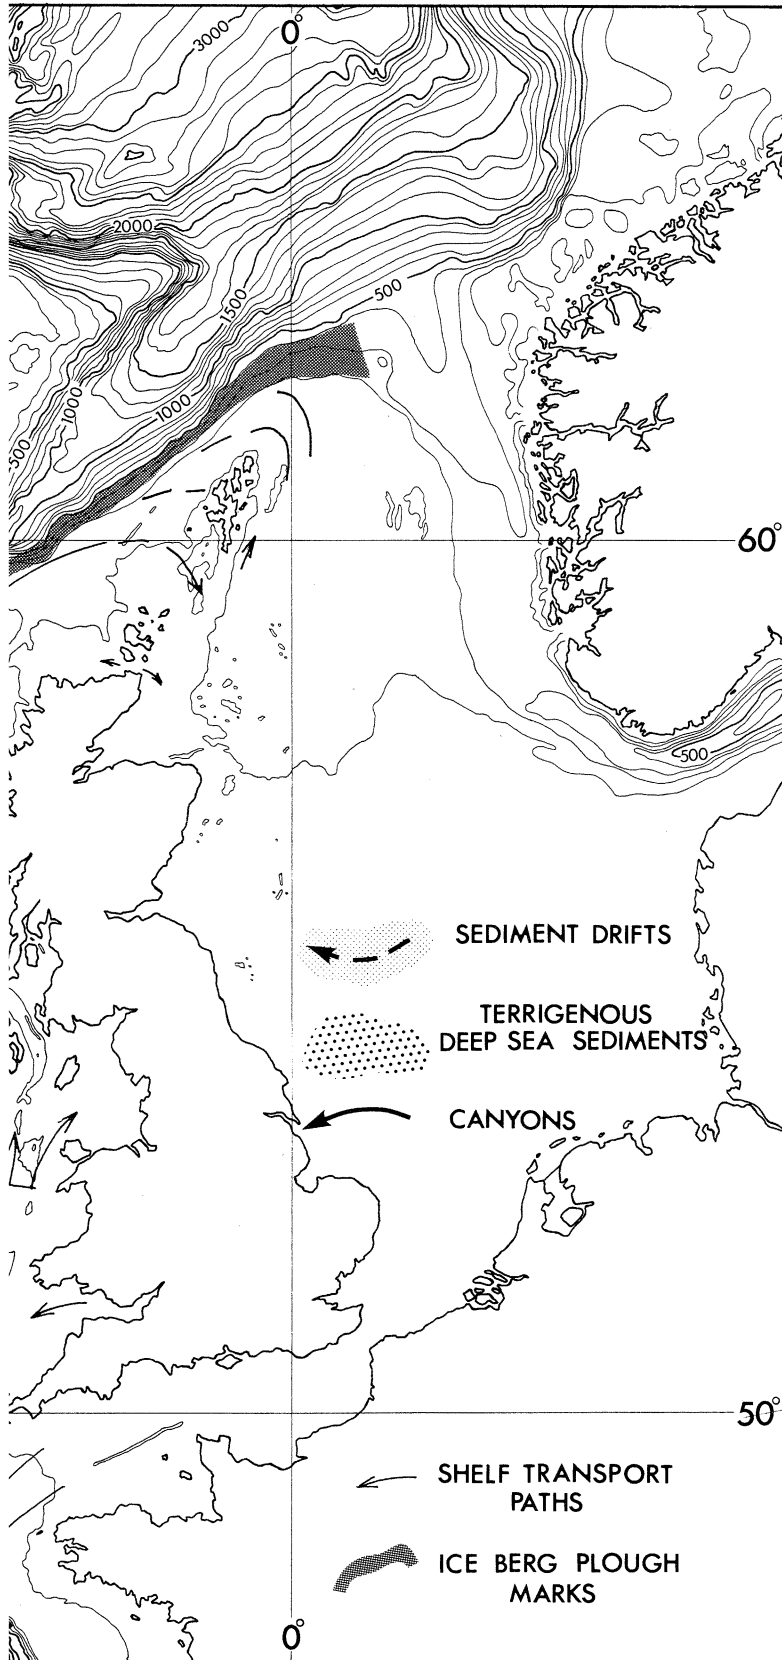 0°
3000
2000
1500
500
1000
1000
500
60°
500
SEDIMENT DRIFTS
TERRIGENOUS
DEEP SEA SEDIMENTS
CANYONS
50°
SHELF TRANSPORT
PATHS
ICE BERG PLOUGH
MARKS
0°